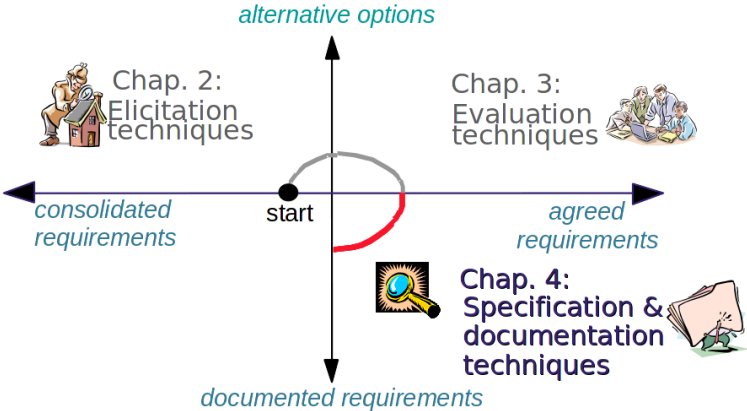 alternative options
Chap. 2:
Elicitation
techniques
Chap. 3:
Evaluation
techniques
consolidated
requirements
start
agreed
requirements
Chap. 4:
Specification &
documentation
techniques
documented requirements